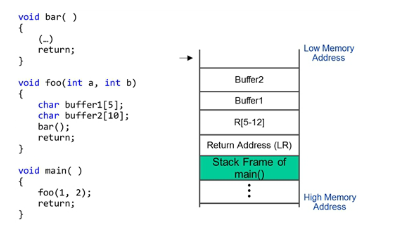 void bar( )
{
(…)
return;
}
void foo(int a, int b)
{
char buffer1[5];
char buffer2[10];
bar();
return;
}
void main( )
{
foo(1, 2);
return;
}
Low Memory
Address
Buffer2
Buffer1
R[5-12]
Return Address (LR)
Stack Frame of
main()
High Memory
Address